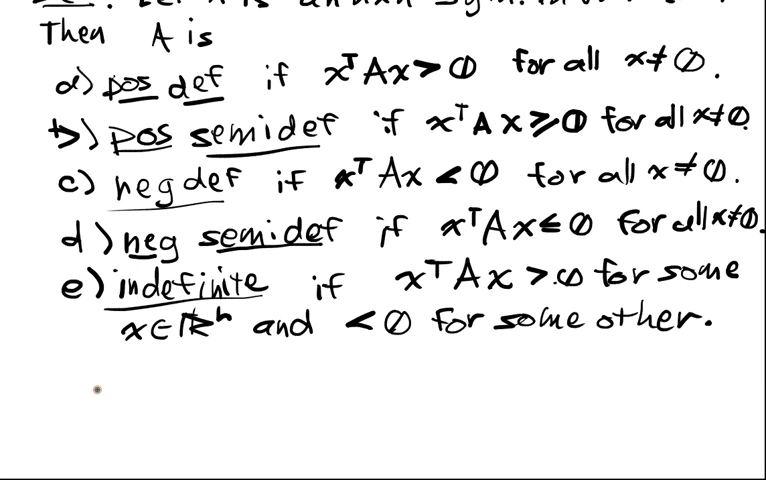 Then A is
a) pos def if xᵀAx > 0 for all x ≠ 0.
b) pos semidef if xᵀAx ≥ 0 for all x ≠ 0.
c) neg def if xᵀAx < 0 for all x ≠ 0.
d) neg semidef if xᵀAx ≤ 0 for all x ≠ 0.
e) indefinite if xᵀAx > 0 for some
x ∈ ℝⁿ and < 0 for some other.